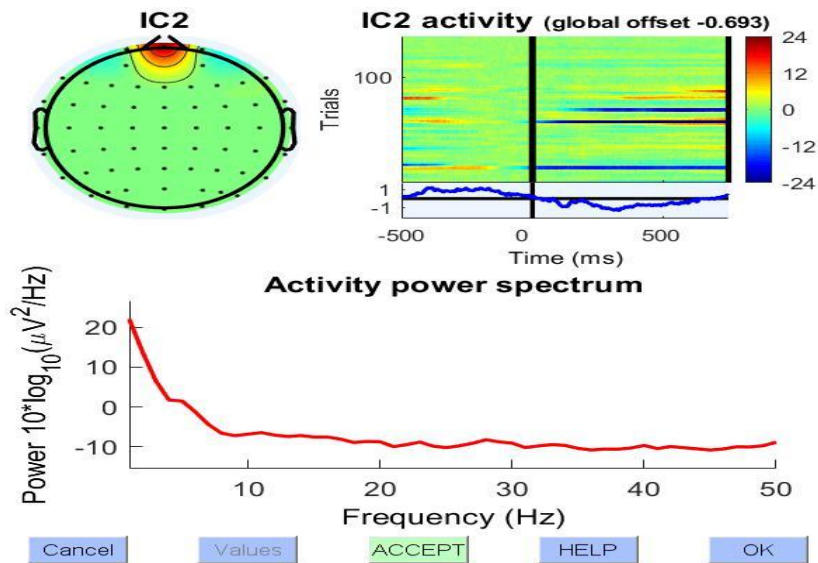 IC2
IC2 activity (global offset -0.693)
Trials
100
24
12
0
-12
-24
1
-1
-500
0
500
Time (ms)
Activity power spectrum
Power 10*log10(μV2/Hz)
20
10
0
-10
10
20
30
40
50
Frequency (Hz)
Cancel
Values
ACCEPT
HELP
OK